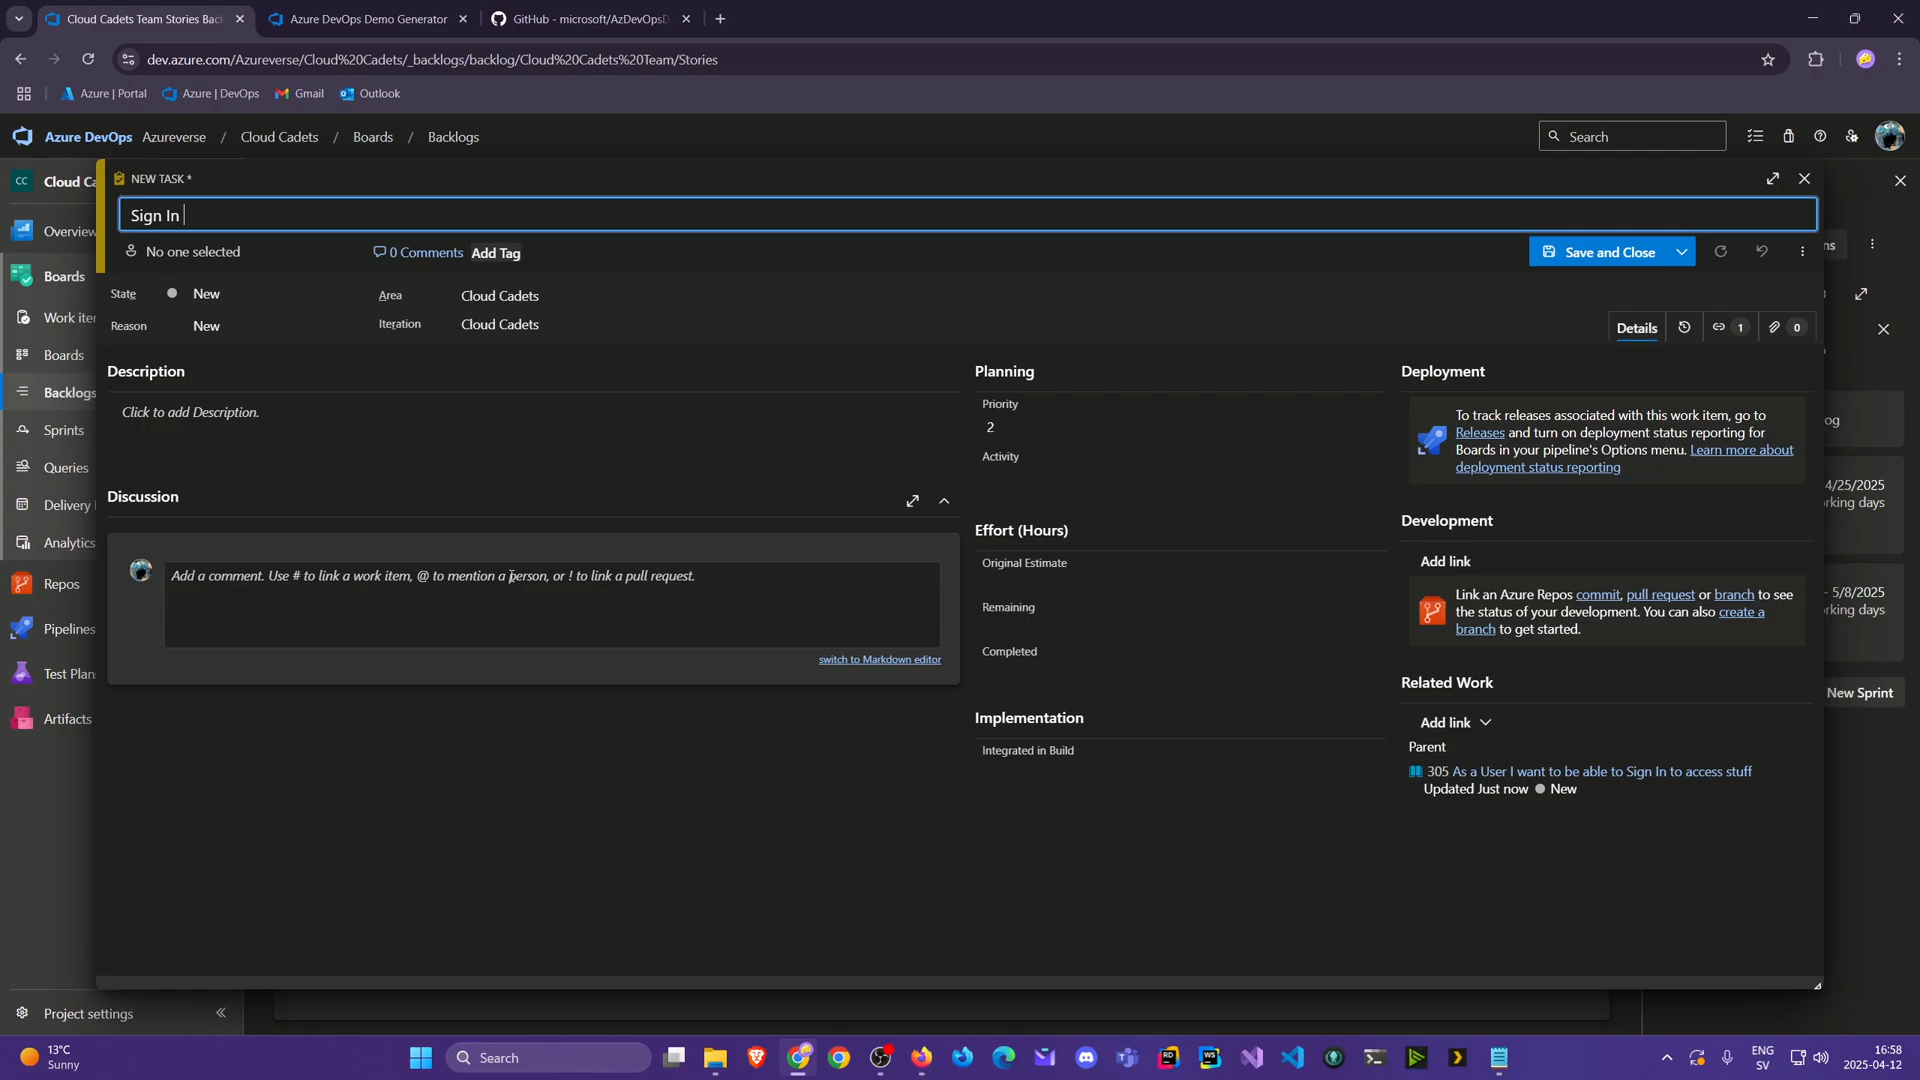 Cloud Cadets Team Stories Bac
Azure DevOps Demo Generator
GitHub - microsoft/AzDevOpsD
dev.azure.com/Azureverse/Cloud%20Cadets/_backlogs/backlog/Cloud%20Cadets%20Team/Stories
Azure | Portal
Azure | DevOps
Gmail
Outlook
Azure DevOps
Azureverse / Cloud Cadets / Boards / Backlogs
Search
CC
Cloud Ca
Overview
Boards
Work iter
Boards
Backlogs
Sprints
Queries
Delivery
Analytics
Repos
Pipelines
Test Plan
Artifacts
Project settings
NEW TASK *
Sign In
No one selected
0 Comments
Add Tag
Save and Close
State
New
Reason
New
Area
Cloud Cadets
Iteration
Cloud Cadets
Details
1
0
Description
Click to add Description.
Discussion
Add a comment. Use # to link a work item, @ to mention a person, or ! to link a pull request.
switch to Markdown editor
Planning
Priority
2
Activity
Effort (Hours)
Original Estimate
Remaining
Completed
Implementation
Integrated in Build
Deployment
To track releases associated with this work item, go to
Releases and turn on deployment status reporting for
Boards in your pipeline's Options menu. Learn more about
deployment status reporting
Development
Add link
Link an Azure Repos commit, pull request or branch to see
the status of your development. You can also create a
branch to get started.
Related Work
Add link
Parent
305 As a User I want to be able to Sign In to access stuff
Updated Just now
New
ns
og
4/25/2025
rking days
- 5/8/2025
rking days
New Sprint
13°C
Sunny
Search
ENG
SV
16:58
2025-04-12